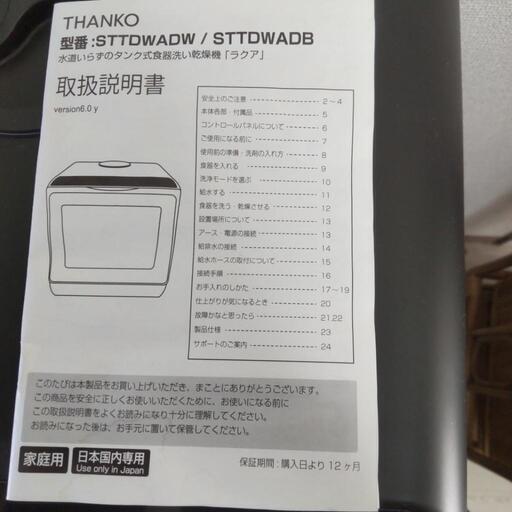 THANKO
型番:STTDWADW / STTDWADB
水道いらずのタンク式食器洗い乾燥機「ラクア」
取扱説明書
version6.0 y
安全上のご注意 2~4
本体各部・付属品 5
コントロールパネルについて 6
ご使用になる前に 7
使用前の準備・洗剤の入れ方 8
食器を入れる 9
洗浄モードを選ぶ 10
給水する 11
食器を洗う・乾燥させる 12
設置場所について 13
アース・電源の接続 13
給排水の接続 14
給水ホースの取付について 15
接続手順 16
お手入れのしかた 17~19
仕上がりが気になるとき 20
故障かなと思ったら 21,22
製品仕様 23
サポートのご案内 24
このたびは本製品をお買い上げいただき、まことにありがとうございます。
この商品を安全に正しくお使いいただくために、お使いになる前に
この取扱説明書をよくお読みになり十分に理解してください。
お読みになった後は、お手元に置いて保管してください。
家庭用
日本国内専用
Use only in Japan
保証期間:購入日より12ヶ月